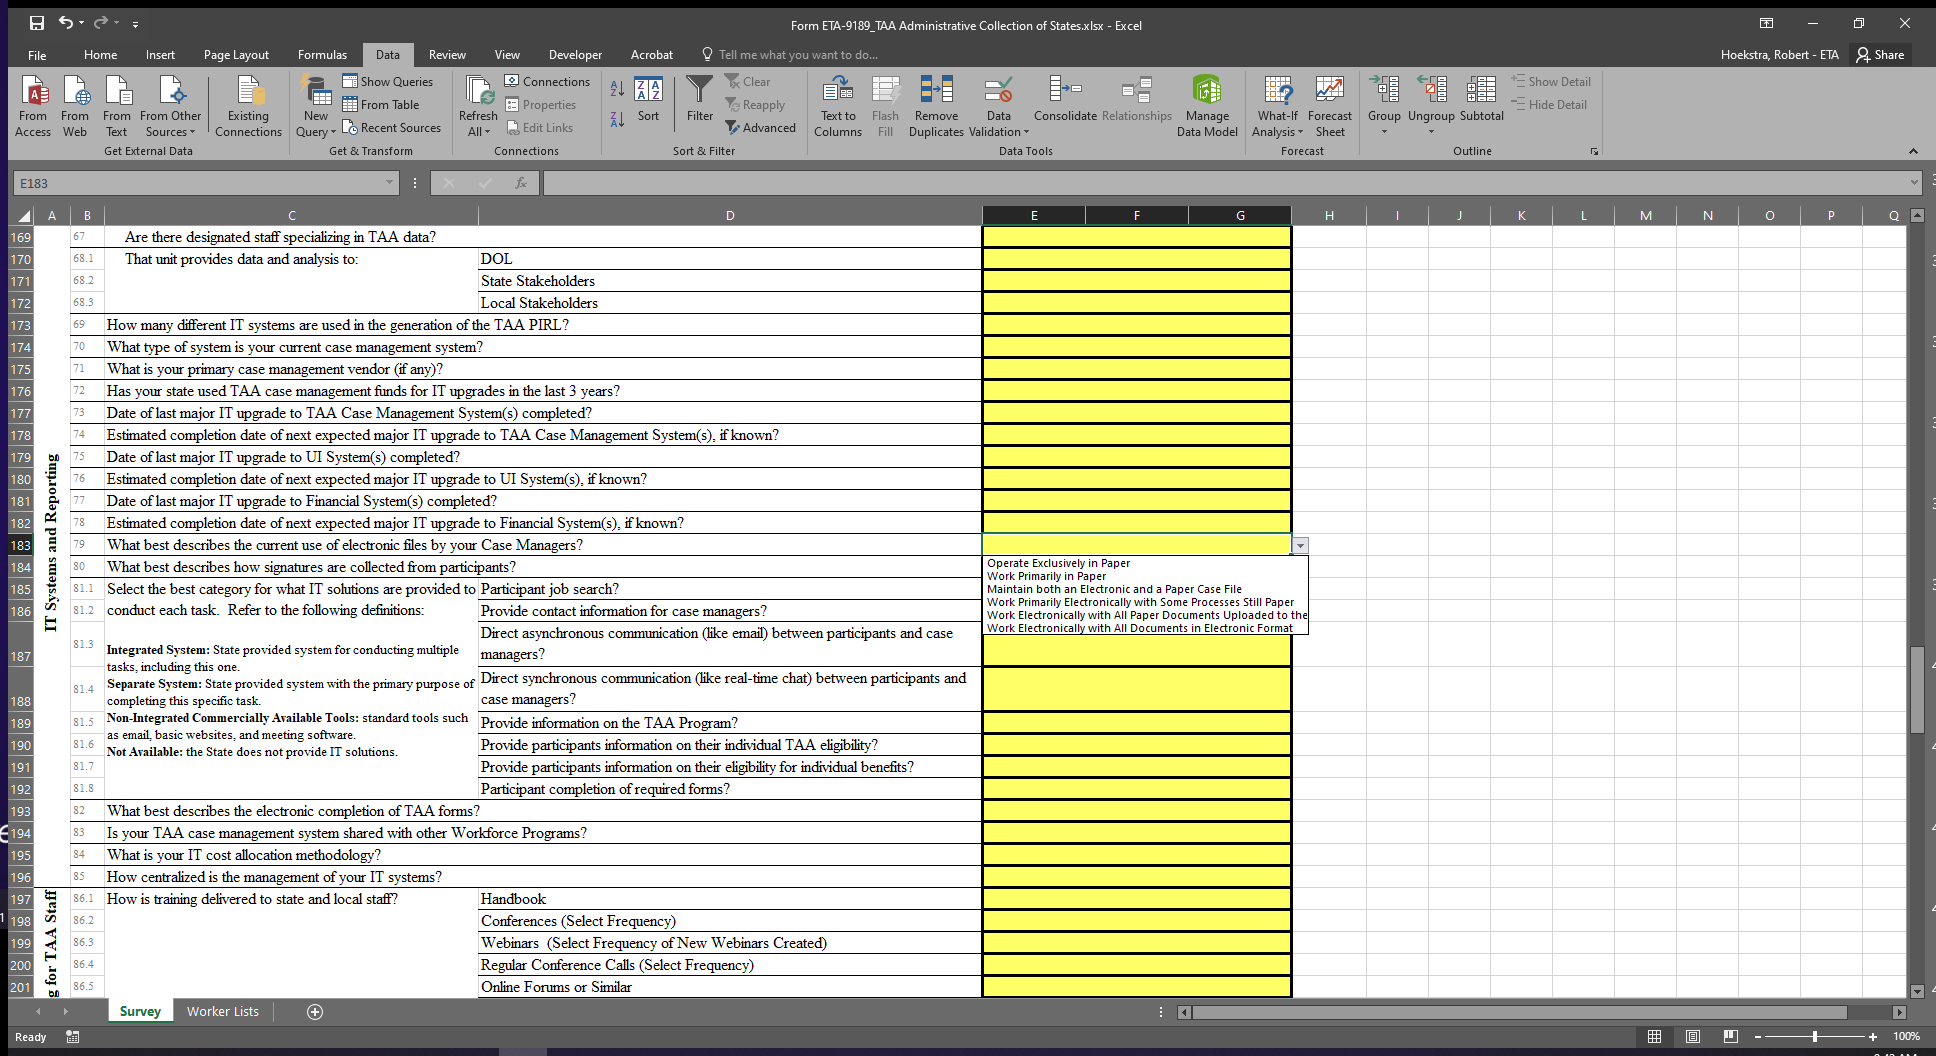 Form ETA-9189_TAA Administrative Collection of States.xlsx - Excel
File Home Insert Page Layout Formulas Data Review View Developer Acrobat Tell me what you want to do... Hoekstra, Robert - ETA Share
From Access
From Web
From Text
From Other Sources
Existing Connections
Get External Data
New Query
Show Queries
From Table
Recent Sources
Get & Transform
Refresh All
Connections
Properties
Edit Links
Connections
Sort
Filter
Clear
Reapply
Advanced
Sort & Filter
Text to Columns
Flash Fill
Remove Duplicates
Data Validation
Consolidate
Relationships
Manage Data Model
Data Tools
What-If Analysis
Forecast Sheet
Forecast
Group
Ungroup
Subtotal
Show Detail
Hide Detail
Outline
E183 fx
A B C D E F G H I J K L M N O P Q
IT Systems and Reporting
169 67 Are there designated staff specializing in TAA data?
170 68.1 That unit provides data and analysis to: DOL
171 68.2 State Stakeholders
172 68.3 Local Stakeholders
173 69 How many different IT systems are used in the generation of the TAA PIRL?
174 70 What type of system is your current case management system?
175 71 What is your primary case management vendor (if any)?
176 72 Has your state used TAA case management funds for IT upgrades in the last 3 years?
177 73 Date of last major IT upgrade to TAA Case Management System(s) completed?
178 74 Estimated completion date of next expected major IT upgrade to TAA Case Management System(s), if known?
179 75 Date of last major IT upgrade to UI System(s) completed?
180 76 Estimated completion date of next expected major IT upgrade to UI System(s), if known?
181 77 Date of last major IT upgrade to Financial System(s) completed?
182 78 Estimated completion date of next expected major IT upgrade to Financial System(s), if known?
183 79 What best describes the current use of electronic files by your Case Managers?
184 80 What best describes how signatures are collected from participants?
Operate Exclusively in Paper
Work Primarily in Paper
Maintain both an Electronic and a Paper Case File
Work Primarily Electronically with Some Processes Still Paper
Work Electronically with All Paper Documents Uploaded to the
Work Electronically with All Documents in Electronic Format
185 81.1 Select the best category for what IT solutions are provided to Participant job search?
186 81.2 conduct each task. Refer to the following definitions: Provide contact information for case managers?
187 81.3 Direct asynchronous communication (like email) between participants and case
managers?
Integrated System: State provided system for conducting multiple
tasks, including this one.
188 81.4 Direct synchronous communication (like real-time chat) between participants and
case managers?
Separate System: State provided system with the primary purpose of
completing this specific task.
Non-Integrated Commercially Available Tools: standard tools such
as email, basic websites, and meeting software.
Not Available: the State does not provide IT solutions.
189 81.5 Provide information on the TAA Program?
190 81.6 Provide participants information on their individual TAA eligibility?
191 81.7 Provide participants information on their eligibility for individual benefits?
192 81.8 Participant completion of required forms?
193 82 What best describes the electronic completion of TAA forms?
194 83 Is your TAA case management system shared with other Workforce Programs?
195 84 What is your IT cost allocation methodology?
196 85 How centralized is the management of your IT systems?
g for TAA Staff
197 86.1 How is training delivered to state and local staff? Handbook
198 86.2 Conferences (Select Frequency)
199 86.3 Webinars (Select Frequency of New Webinars Created)
200 86.4 Regular Conference Calls (Select Frequency)
201 86.5 Online Forums or Similar
Survey Worker Lists
Ready 100%